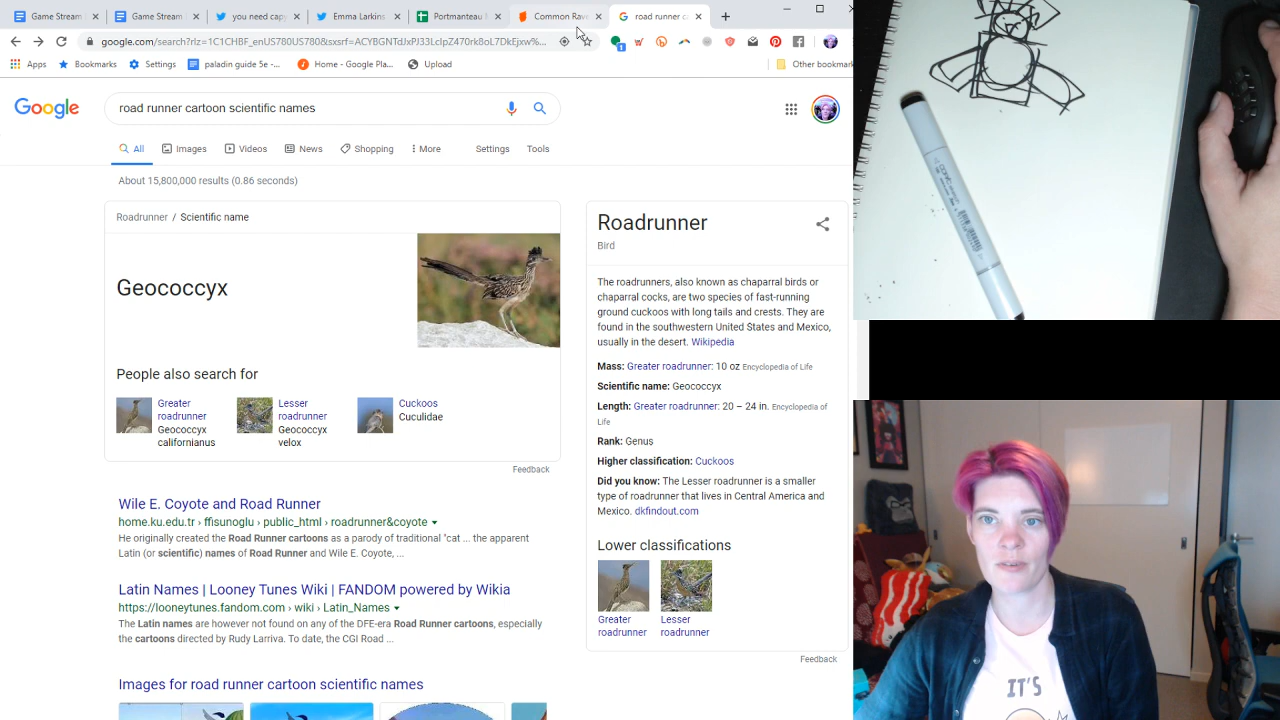 Game Stream
Game Stream
you need cap
Emma Larkins
Portmanteau
Common Rav
road runner c
google.com/search?
Apps
Bookmarks
Settings
paladin guide 5e -...
Home - Google Pla...
Upload
Other bookmark
Google
road runner cartoon scientific names
All
Images
Videos
News
Shopping
More
Settings
Tools
About 15,800,000 results (0.86 seconds)
Roadrunner / Scientific name
Geococcyx
People also search for
Greater roadrunner
Geococcyx californianus
Lesser roadrunner
Geococcyx velox
Cuckoos
Cuculidae
Feedback
Wile E. Coyote and Road Runner
home.ku.edu.tr › ffisunoglu › public_html › roadrunner&coyote
He originally created the Road Runner cartoons as a parody of traditional "cat ... the apparent
Latin (or scientific) names of Road Runner and Wile E. Coyote, ...
Latin Names | Looney Tunes Wiki | FANDOM powered by Wikia
https://looneytunes.fandom.com › wiki › Latin_Names
The Latin names are however not found on any of the DFE-era Road Runner cartoons, especially
the cartoons directed by Rudy Larriva. To date, the CGI Road ...
Images for road runner cartoon scientific names
Roadrunner
Bird
The roadrunners, also known as chaparral birds or
chaparral cocks, are two species of fast-running
ground cuckoos with long tails and crests. They are
found in the southwestern United States and Mexico,
usually in the desert. Wikipedia
Mass: Greater roadrunner: 10 oz Encyclopedia of Life
Scientific name: Geococcyx
Length: Greater roadrunner: 20 – 24 in. Encyclopedia of
Life
Rank: Genus
Higher classification: Cuckoos
Did you know: The Lesser roadrunner is a smaller
type of roadrunner that lives in Central America and
Mexico. dkfindout.com
Lower classifications
Greater
roadrunner
Lesser
roadrunner
Feedback
IT'S